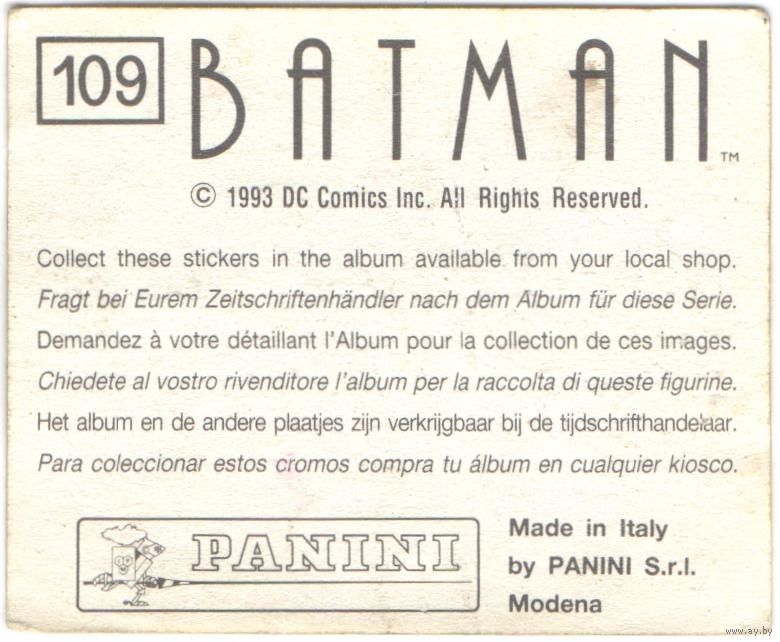 109
BATMAN™
© 1993 DC Comics Inc. All Rights Reserved.
Collect these stickers in the album available from your local shop.
Fragt bei Eurem Zeitschriftenhändler nach dem Album für diese Serie.
Demandez à votre détaillant l'Album pour la collection de ces images.
Chiedete al vostro rivenditore l'album per la raccolta di queste figurine.
Het album en de andere plaatjes zijn verkrijgbaar bij de tijdschrifthandelaar.
Para coleccionar estos cromos compra tu álbum en cualquier kiosco.
PANINI
Made in Italy
by PANINI S.r.l.
Modena
www.ay.by